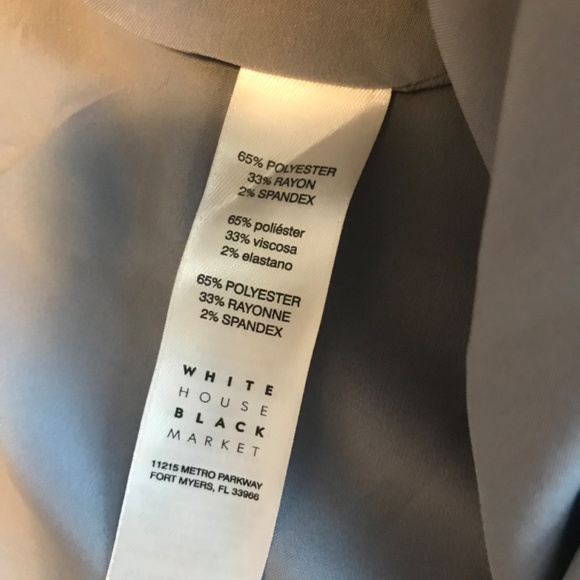 65% POLYESTER
33% RAYON
2% SPANDEX
65% poliéster
33% viscosa
2% elastano
65% POLYESTER
33% RAYONNE
2% SPANDEX
WHITE
HOUSE
BLACK
MARKET
11215 METRO PARKWAY
FORT MYERS, FL 33966